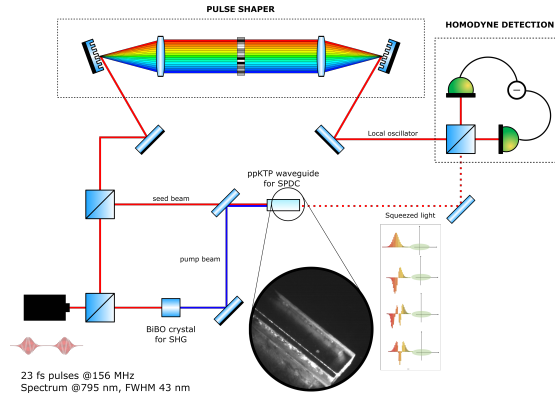 PULSE SHAPER
HOMODYNE DETECTION
−
Local oscillator
ppKTP waveguide
for SPDC
seed beam
Squeezed light
pump beam
BiBO crystal
for SHG
23 fs pulses @156 MHz
Spectrum @795 nm, FWHM 43 nm